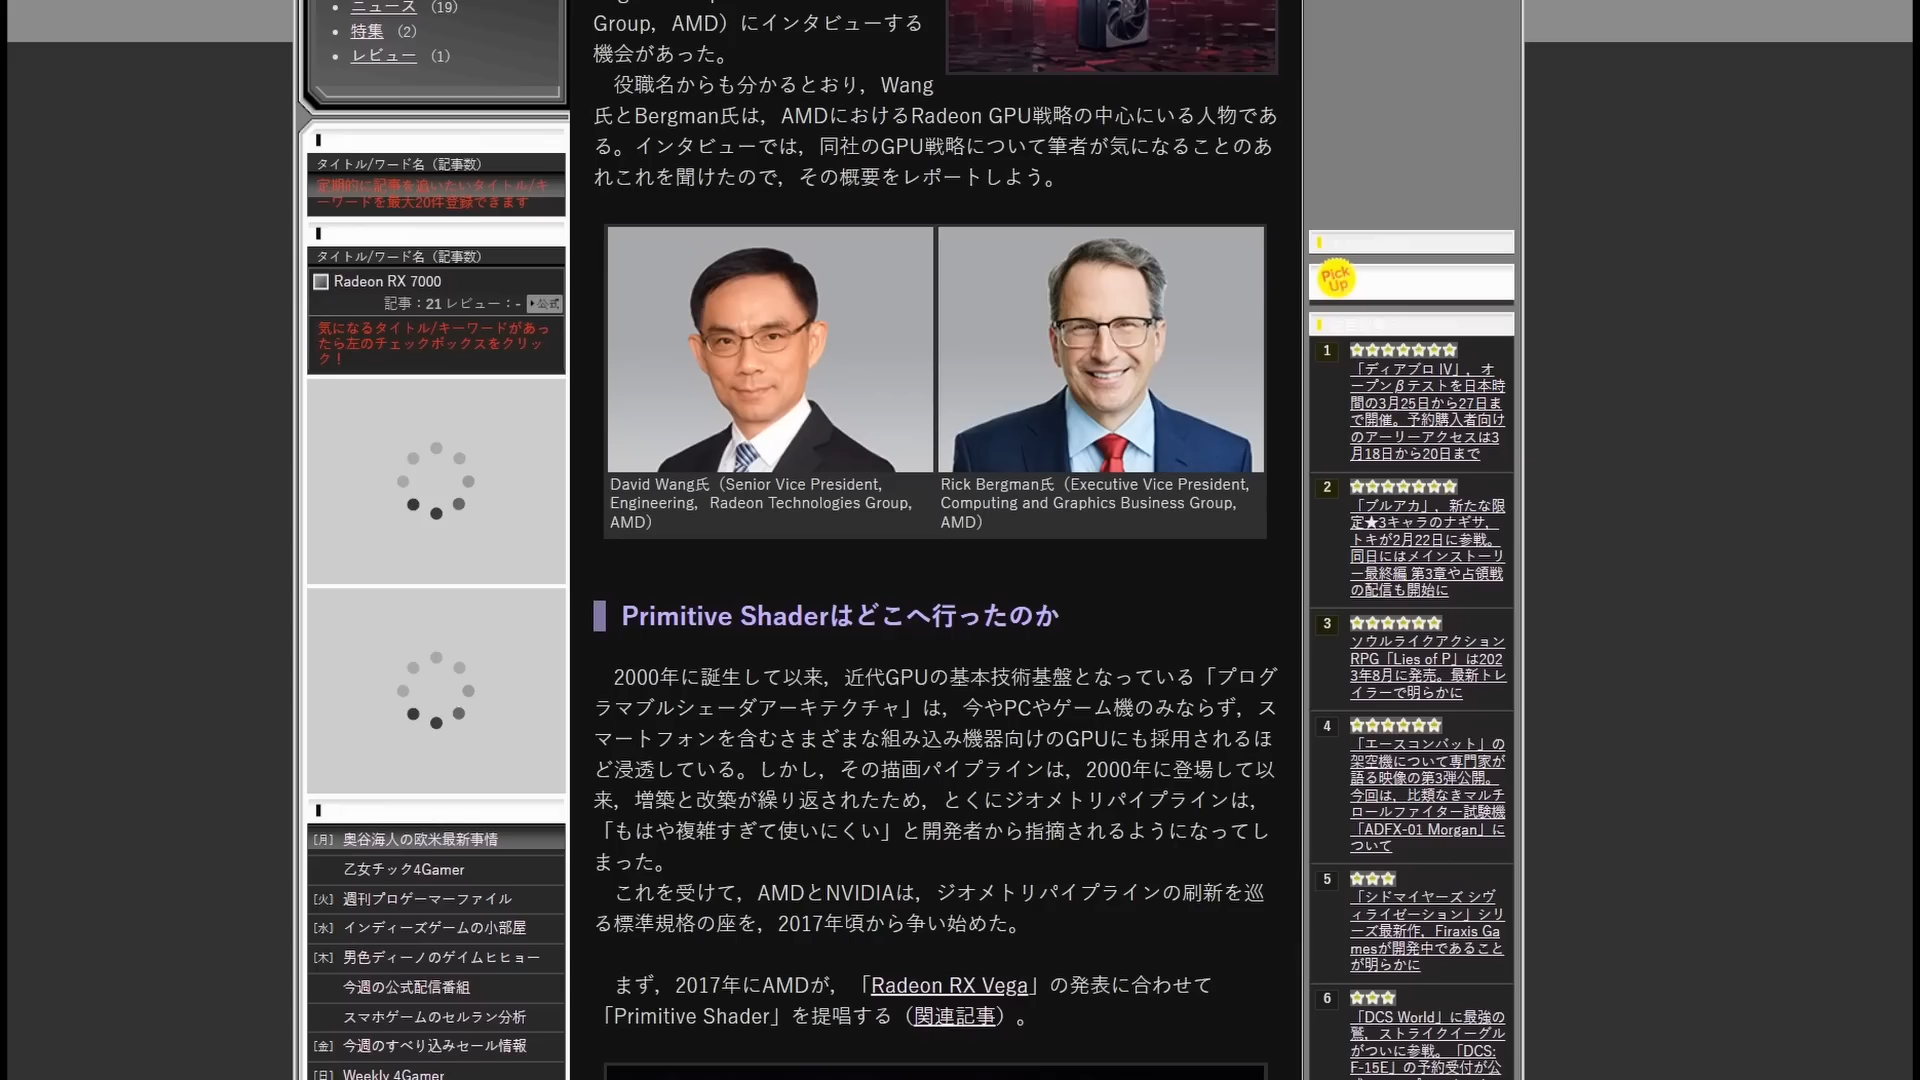 ニュース (19)
特集 (2)
レビュー (1)
タイトル/ワード名（記事数）
定期的に記事を追いたいタイトル/キ
ーワードを最大20件登録できます
タイトル/ワード名（記事数）
Radeon RX 7000
記事：21 レビュー：- 公式
気になるタイトル/キーワードがあっ
たら左のチェックボックスをクリッ
ク！
[月] 奥谷海人の欧米最新事情
乙女チック4Gamer
[火] 週刊プロゲーマーファイル
[水] インディーズゲームの小部屋
[木] 男色ディーノのゲイムヒヒョー
今週の公式配信番組
スマホゲームのセルラン分析
[金] 今週のすべり込みセール情報
[日] Weekly 4Gamer
Group，AMD）にインタビューする
機会があった。
役職名からも分かるとおり，Wang
氏とBergman氏は，AMDにおけるRadeon GPU戦略の中心にいる人物であ
る。インタビューでは，同社のGPU戦略について筆者が気になることのあ
れこれを聞けたので，その概要をレポートしよう。
David Wang氏（Senior Vice President,
Engineering，Radeon Technologies Group,
AMD）
Rick Bergman氏（Executive Vice President,
Computing and Graphics Business Group,
AMD）
Primitive Shaderはどこへ行ったのか
2000年に誕生して以来，近代GPUの基本技術基盤となっている「プログ
ラマブルシェーダアーキテクチャ」は，今やPCやゲーム機のみならず，ス
マートフォンを含むさまざまな組み込み機器向けのGPUにも採用されるほ
ど浸透している。しかし，その描画パイプラインは，2000年に登場して以
来，増築と改築が繰り返されたため，とくにジオメトリパイプラインは，
「もはや複雑すぎて使いにくい」と開発者から指摘されるようになってし
まった。
これを受けて，AMDとNVIDIAは，ジオメトリパイプラインの刷新を巡
る標準規格の座を，2017年頃から争い始めた。
まず，2017年にAMDが，「Radeon RX Vega」の発表に合わせて
「Primitive Shader」を提唱する（関連記事）。
Pick
Up
1
「ディアブロ IV」，オ
ープンβテストを日本時
間の3月25日から27日ま
で開催。予約購入者向け
のアーリーアクセスは3
月18日から20日まで
2
「ブルアカ」，新たな限
定★3キャラのナギサ，
トキが2月22日に参戦。
同日にはメインストーリ
ー最終編 第3章や占領戦
の配信も開始に
3
ソウルライクアクション
RPG「Lies of P」は202
3年8月に発売。最新トレ
イラーで明らかに
4
「エースコンバット」の
架空機について専門家が
語る映像の第3弾公開。
今回は，比類なきマルチ
ロールファイター試験機
「ADFX-01 Morgan」に
ついて
5
「シドマイヤーズ シヴ
ィライゼーション」シリ
ーズ最新作，Firaxis Ga
mesが開発中であること
が明らかに
6
「DCS World」に最強の
鷲，ストライクイーグル
がついに参戦。「DCS:
F-15E」の予約受付が公